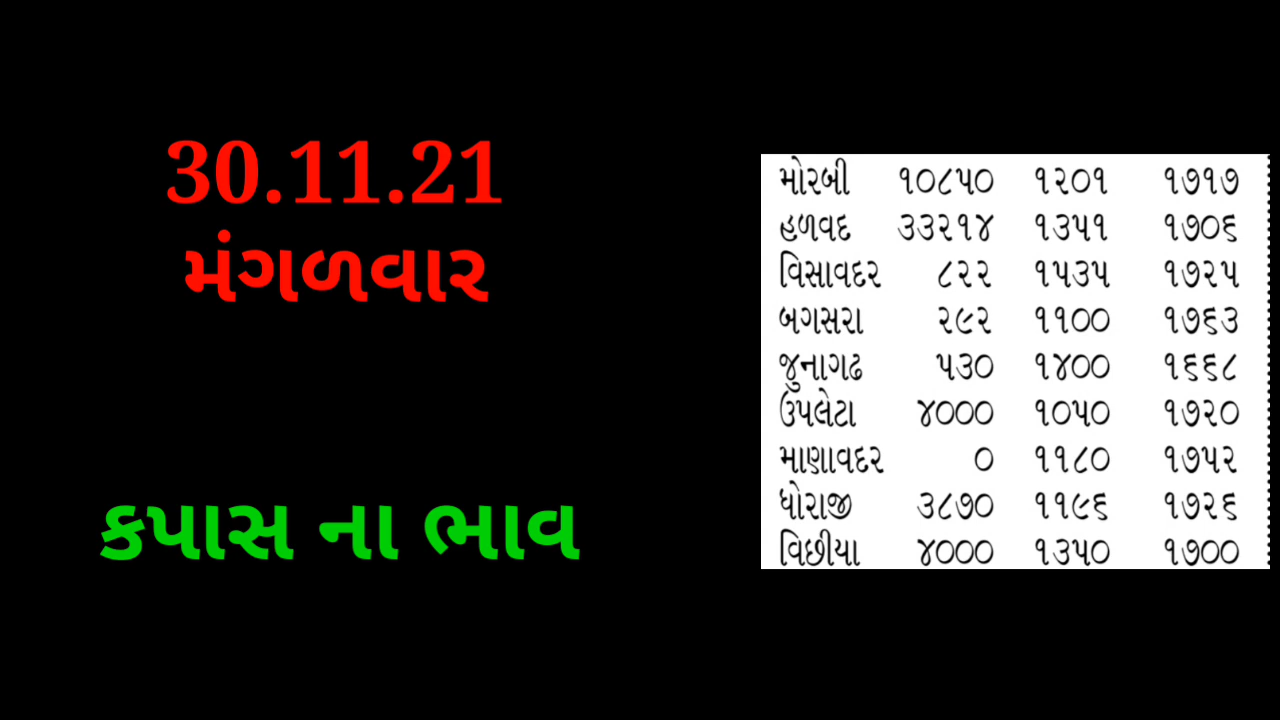 30.11.21
મંગળવાર
કપાસ ના ભાવ
મોરબી ૧૦૮૫૦ ૧૨૦૧ ૧૭૧૭
હળવદ ૩૩૨૧૪ ૧૩૫૧ ૧૭૦૬
વિસાવદર ૮૨૨ ૧૫૩૫ ૧૭૨૫
બગસરા ૨૯૨ ૧૧૦૦ ૧૭૬૩
જુનાગઢ ૫૩૦ ૧૪૦૦ ૧૬૬૮
ઉપલેટા ૪૦૦૦ ૧૦૫૦ ૧૭૨૦
માણાવદર ૦ ૧૧૮૦ ૧૭૫૨
ધોરાજી ૩૮૭૦ ૧૧૯૬ ૧૭૨૬
વિછીયા ૪૦૦૦ ૧૩૫૦ ૧૭૦૦